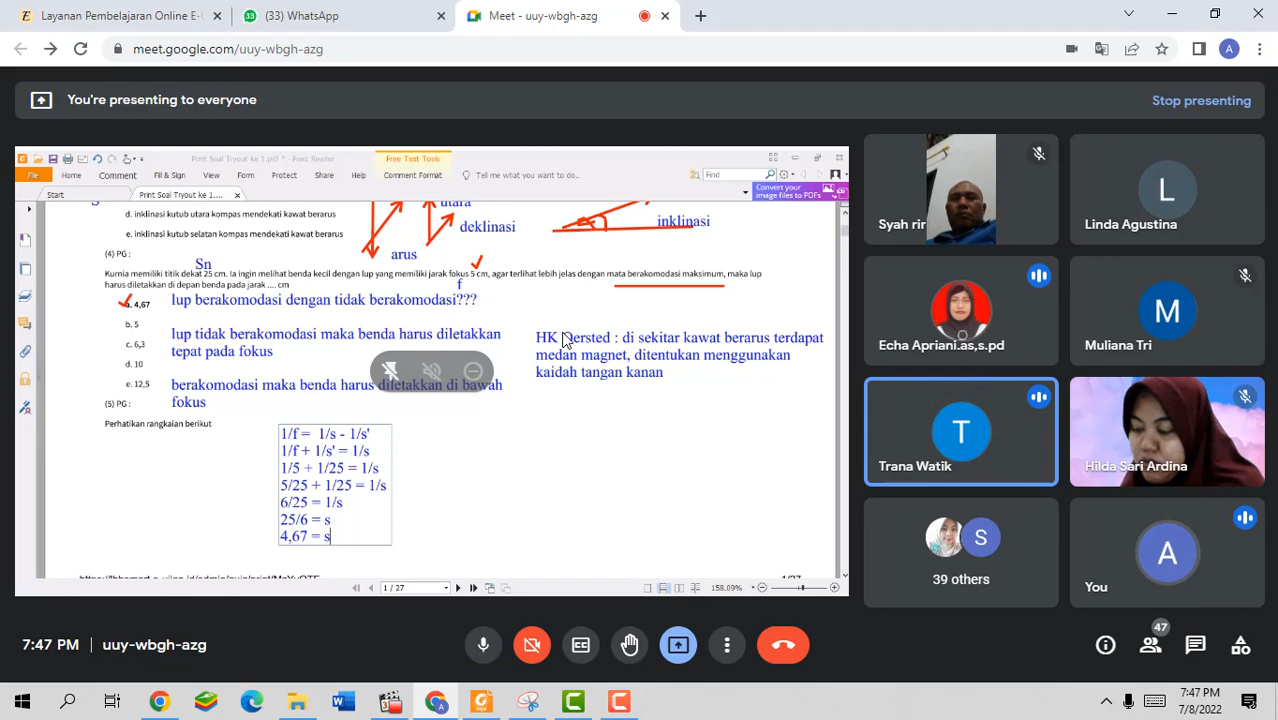 Layanan Pembelajaran Online E-U
(33) WhatsApp
Meet - uuy-wbgh-azg
meet.google.com/uuy-wbgh-azg
A
You're presenting to everyone
Stop presenting
Print Soal Tryout ke 1.pdf * - Foxit Reader
Free Text Tools
File
Home
Comment
Fill & Sign
View
Form
Protect
Share
Help
Comment Format
Tell me what you want to do..
Find
Start
Print Soal Tryout ke 1....
Convert your image files to PDFs
S
utara
d. inklinasi kutub utara kompas mendekati kawat berarus
deklinasi
inklinasi
e. inklinasi kutub selatan kompas mendekati kawat berarus
arus
(4) PG :
Sn
Kurnia memiliki titik dekat 25 cm. Ia ingin melihat benda kecil dengan lup yang memiliki jarak fokus 5 cm, agar terlihat lebih jelas dengan mata berakomodasi maksimum, maka lup
harus diletakkan di depan benda pada jarak .... cm
f
a. 4,67
lup berakomodasi dengan tidak berakomodasi???
b. 5
lup tidak berakomodasi maka benda harus diletakkan
tepat pada fokus
c. 6,3
d. 10
e. 12,5
berakomodasi maka benda harus diletakkan di bawah
fokus
HK Oersted : di sekitar kawat berarus terdapat
medan magnet, ditentukan menggunakan
kaidah tangan kanan
(5) PG :
Perhatikan rangkaian berikut
1/f = 1/s - 1/s'
1/f + 1/s' = 1/s
1/5 + 1/25 = 1/s
5/25 + 1/25 = 1/s
6/25 = 1/s
25/6 = s
4,67 = s
1/27
1 / 27
158.09%
Syah rir
L
Linda Agustina
Echa Apriani.as,s.pd
M
Muliana Tri
T
Trana Watik
Hilda Sari Ardina
S
39 others
A
You
7:47 PM
uuy-wbgh-azg
47
7:47 PM
7/8/2022